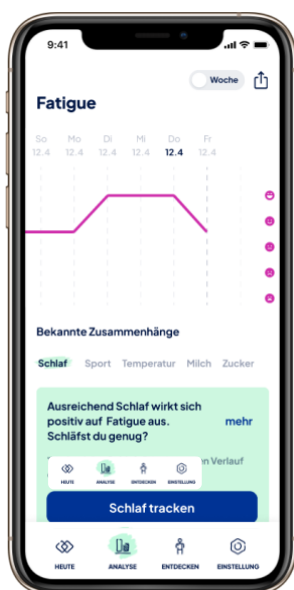 9:41
Woche
Fatigue
So Mo Di Mi Do Fr
12.4 12.4 12.4 12.4 12.4 12.4
Bekannte Zusammenhänge
Schlaf Sport Temperatur Milch Zucker
Ausreichend Schlaf wirkt sich
positiv auf Fatigue aus. mehr
Schläfst du genug?
en Verlauf
HEUTE ANALYSE ENTDECKEN EINSTELLUNG
Schlaf tracken
HEUTE ANALYSE ENTDECKEN EINSTELLUNG